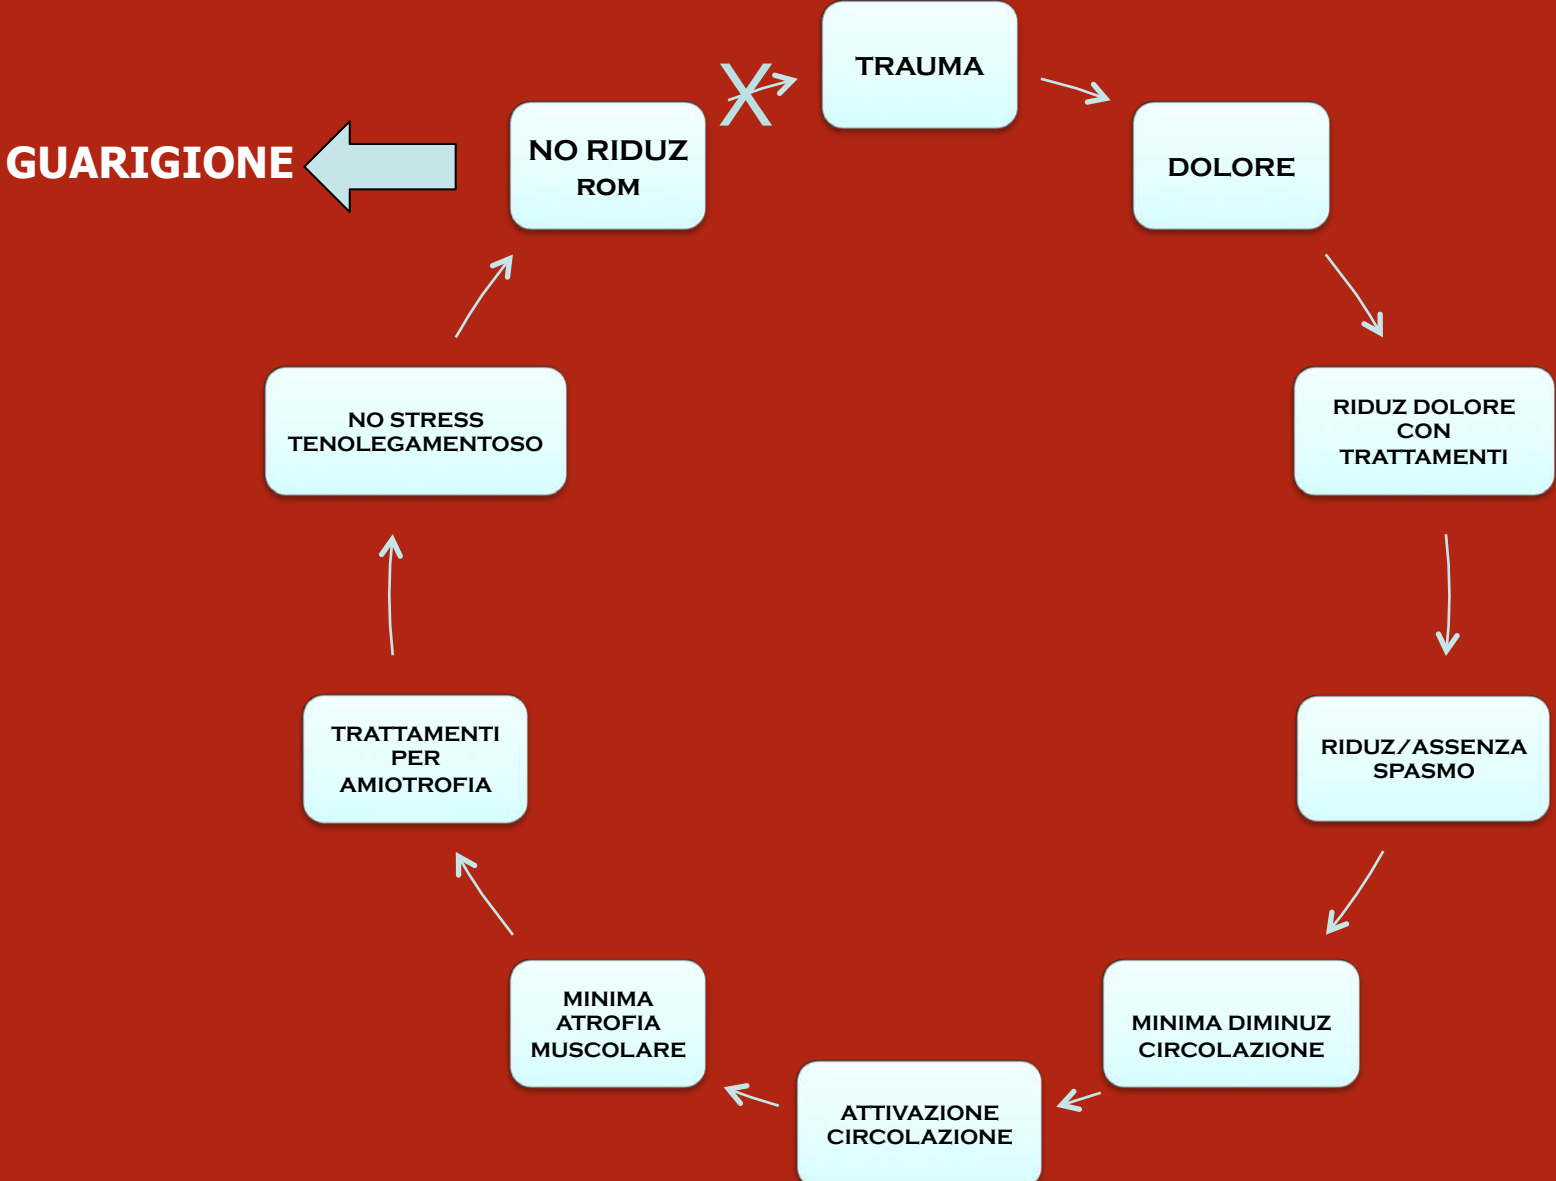 TRAUMA
DOLORE
RIDUZ DOLORE
CON
TRATTAMENTI
RIDUZ/ASSENZA
SPASMO
MINIMA DIMINUZ
CIRCOLAZIONE
ATTIVAZIONE
CIRCOLAZIONE
MINIMA
ATROFIA
MUSCOLARE
TRATTAMENTI
PER
AMIOTROFIA
NO STRESS
TENOLEGAMENTOSO
NO RIDUZ
ROM
X
GUARIGIONE